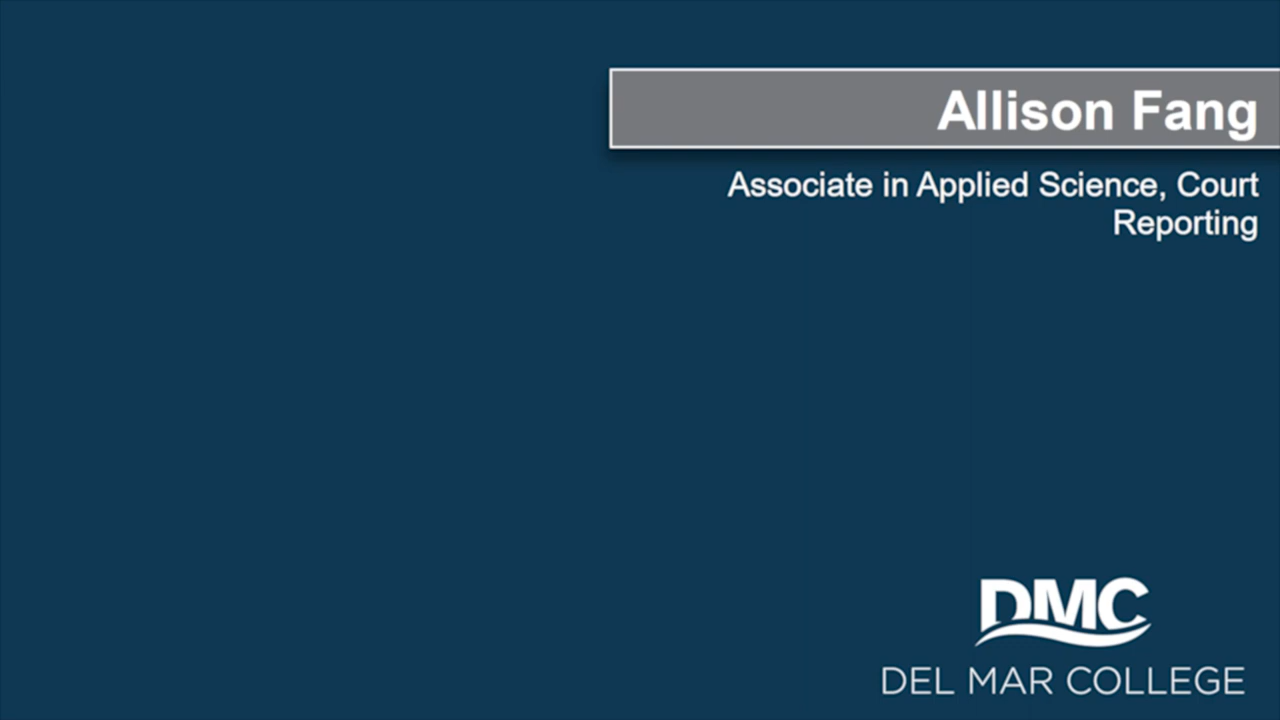 Allison Fang
Associate in Applied Science, Court
Reporting
DMC
DEL MAR COLLEGE